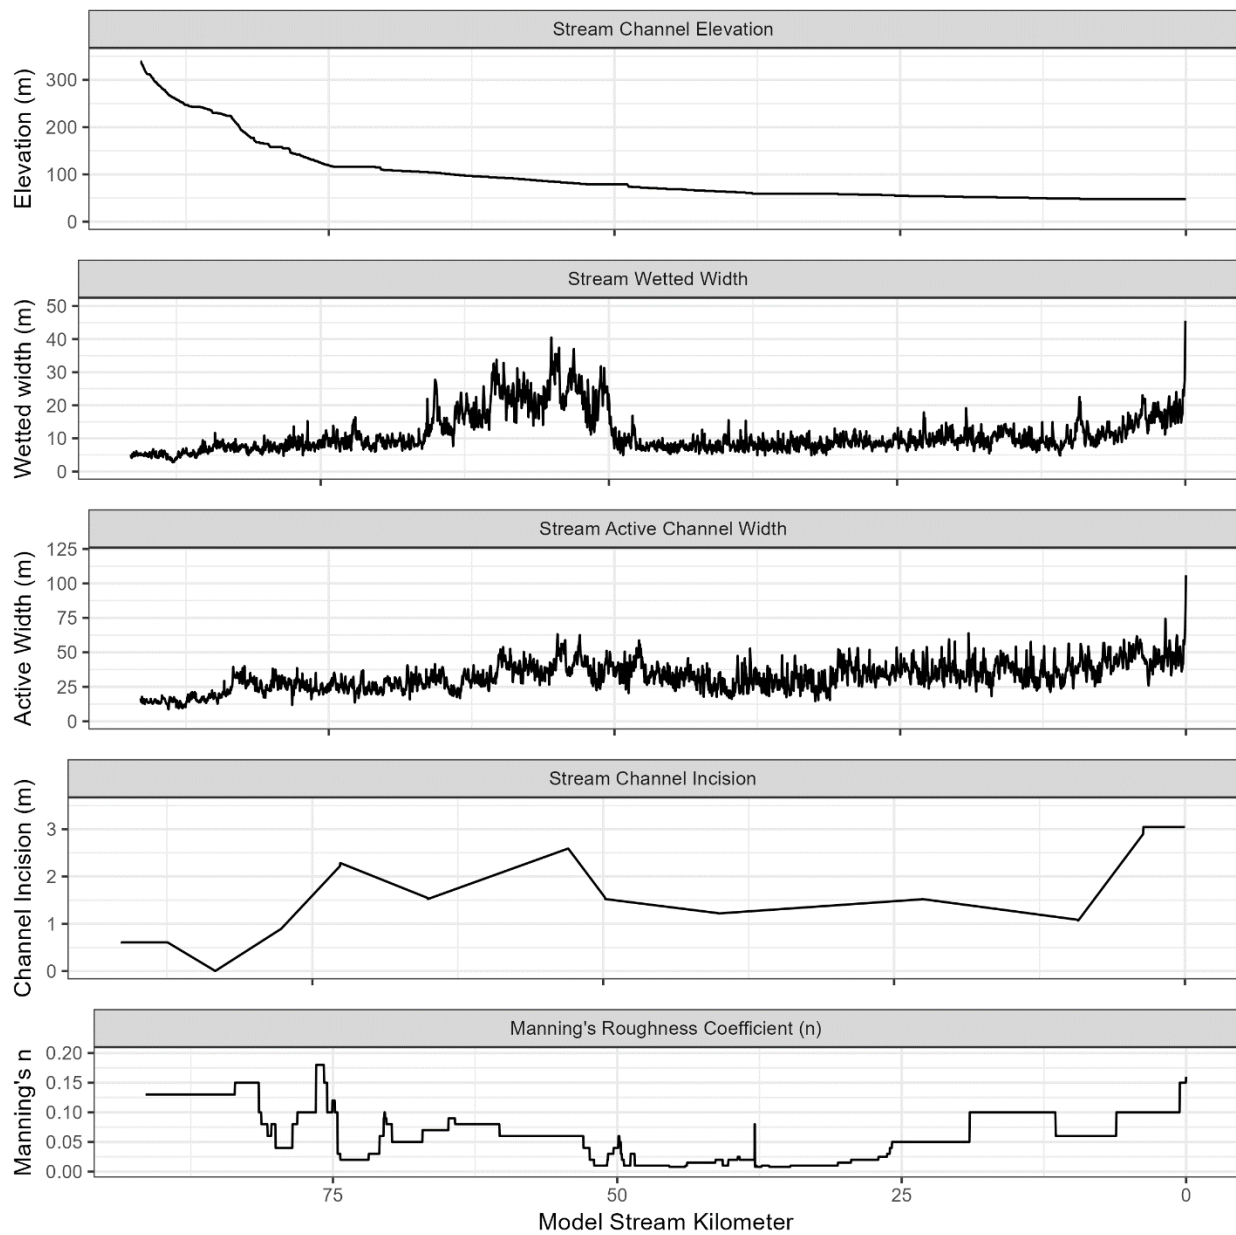 Stream Channel Elevation
Elevation (m)
300
200
100
0
Stream Wetted Width
Wetted width (m)
50
40
30
20
10
0
Stream Active Channel Width
Active Width (m)
125
100
75
50
25
0
Stream Channel Incision
Channel Incision (m)
3
2
1
0
Manning's Roughness Coefficient (n)
Manning's n
0.20
0.15
0.10
0.05
0.00
75 50 25 0
Model Stream Kilometer